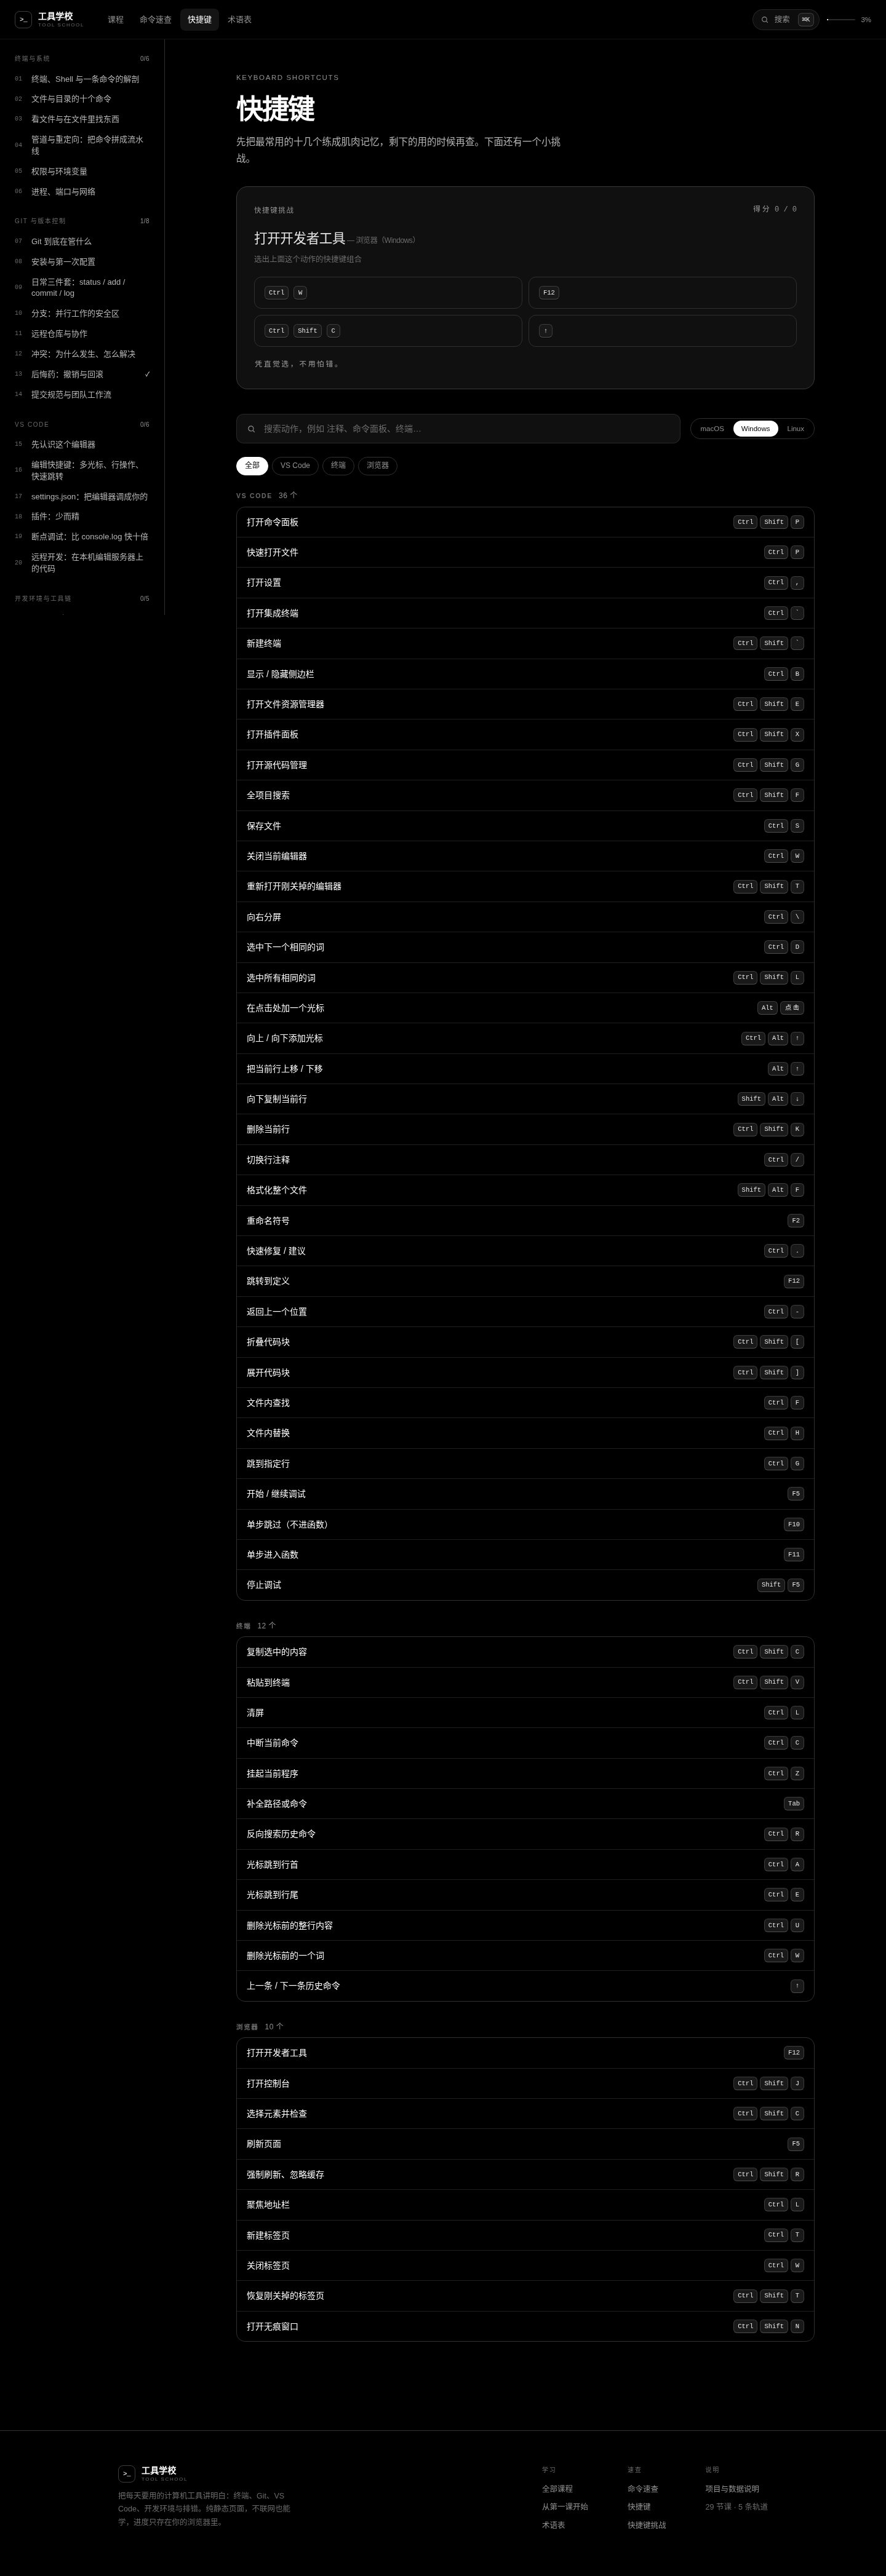 >_ 工具学校
TOOL SCHOOL
课程 命令速查 快捷键 术语表
搜索 ⌘K
3%
终端与系统 0/6
01 终端、Shell 与一条命令的解剖
02 文件与目录的十个命令
03 看文件与在文件里找东西
04 管道与重定向：把命令拼成流水
线
05 权限与环境变量
06 进程、端口与网络
GIT 与版本控制 1/8
07 Git 到底在管什么
08 安装与第一次配置
09 日常三件套：status / add /
commit / log
10 分支：并行工作的安全区
11 远程仓库与协作
12 冲突：为什么发生、怎么解决
13 后悔药：撤销与回滚 ✓
14 提交规范与团队工作流
VS CODE 0/6
15 先认识这个编辑器
16 编辑快捷键：多光标、行操作、
快速跳转
17 settings.json：把编辑器调成你的
18 插件：少而精
19 断点调试：比 console.log 快十倍
20 远程开发：在本机编辑服务器上
的代码
开发环境与工具链 0/5
KEYBOARD SHORTCUTS
快捷键
先把最常用的十几个练成肌肉记忆，剩下的用的时候再查。下面还有一个小挑
战。
快捷键挑战 得分 0 / 0
打开开发者工具 — 浏览器（Windows）
选出上面这个动作的快捷键组合
Ctrl W
F12
Ctrl Shift C
↑
凭直觉选，不用怕错。
搜索动作，例如 注释、命令面板、终端…
macOS Windows Linux
全部 VS Code 终端 浏览器
VS CODE 36 个
打开命令面板 Ctrl Shift P
快速打开文件 Ctrl P
打开设置 Ctrl ,
打开集成终端 Ctrl `
新建终端 Ctrl Shift `
显示 / 隐藏侧边栏 Ctrl B
打开文件资源管理器 Ctrl Shift E
打开插件面板 Ctrl Shift X
打开源代码管理 Ctrl Shift G
全项目搜索 Ctrl Shift F
保存文件 Ctrl S
关闭当前编辑器 Ctrl W
重新打开刚关掉的编辑器 Ctrl Shift T
向右分屏 Ctrl \
选中下一个相同的词 Ctrl D
选中所有相同的词 Ctrl Shift L
在点击处加一个光标 Alt 点击
向上 / 向下添加光标 Ctrl Alt ↑
把当前行上移 / 下移 Alt ↑
向下复制当前行 Shift Alt ↓
删除当前行 Ctrl Shift K
切换行注释 Ctrl /
格式化整个文件 Shift Alt F
重命名符号 F2
快速修复 / 建议 Ctrl .
跳转到定义 F12
返回上一个位置 Ctrl -
折叠代码块 Ctrl Shift [
展开代码块 Ctrl Shift ]
文件内查找 Ctrl F
文件内替换 Ctrl H
跳到指定行 Ctrl G
开始 / 继续调试 F5
单步跳过（不进函数） F10
单步进入函数 F11
停止调试 Shift F5
终端 12 个
复制选中的内容 Ctrl Shift C
粘贴到终端 Ctrl Shift V
清屏 Ctrl L
中断当前命令 Ctrl C
挂起当前程序 Ctrl Z
补全路径或命令 Tab
反向搜索历史命令 Ctrl R
光标跳到行首 Ctrl A
光标跳到行尾 Ctrl E
删除光标前的整行内容 Ctrl U
删除光标前的一个词 Ctrl W
上一条 / 下一条历史命令 ↑
浏览器 10 个
打开开发者工具 F12
打开控制台 Ctrl Shift J
选择元素并检查 Ctrl Shift C
刷新页面 F5
强制刷新、忽略缓存 Ctrl Shift R
聚焦地址栏 Ctrl L
新建标签页 Ctrl T
关闭标签页 Ctrl W
恢复刚关掉的标签页 Ctrl Shift T
打开无痕窗口 Ctrl Shift N
>_ 工具学校
TOOL SCHOOL
把每天要用的计算机工具讲明白：终端、Git、VS
Code、开发环境与排错。纯静态页面，不联网也能
学，进度只存在你的浏览器里。
学习
全部课程
从第一课开始
术语表
速查
命令速查
快捷键
快捷键挑战
说明
项目与数据说明
29 节课 · 5 条轨道